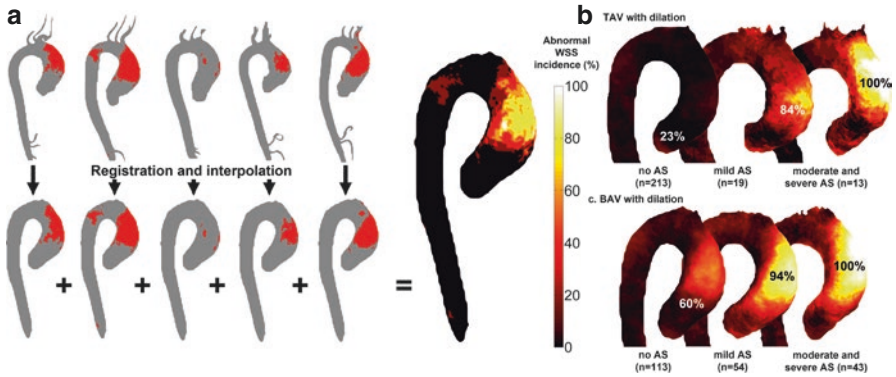 a
Registration and interpolation
+ + + + =
Abnormal
WSS
incidence (%)
100
80
60
40
20
0
b
TAV with dilation
23%
84%
100%
no AS
(n=213)
mild AS
(n=19)
moderate and
severe AS (n=13)
c. BAV with dilation
60%
94%
100%
no AS
(n=113)
mild AS
(n=54)
moderate and
severe AS (n=43)